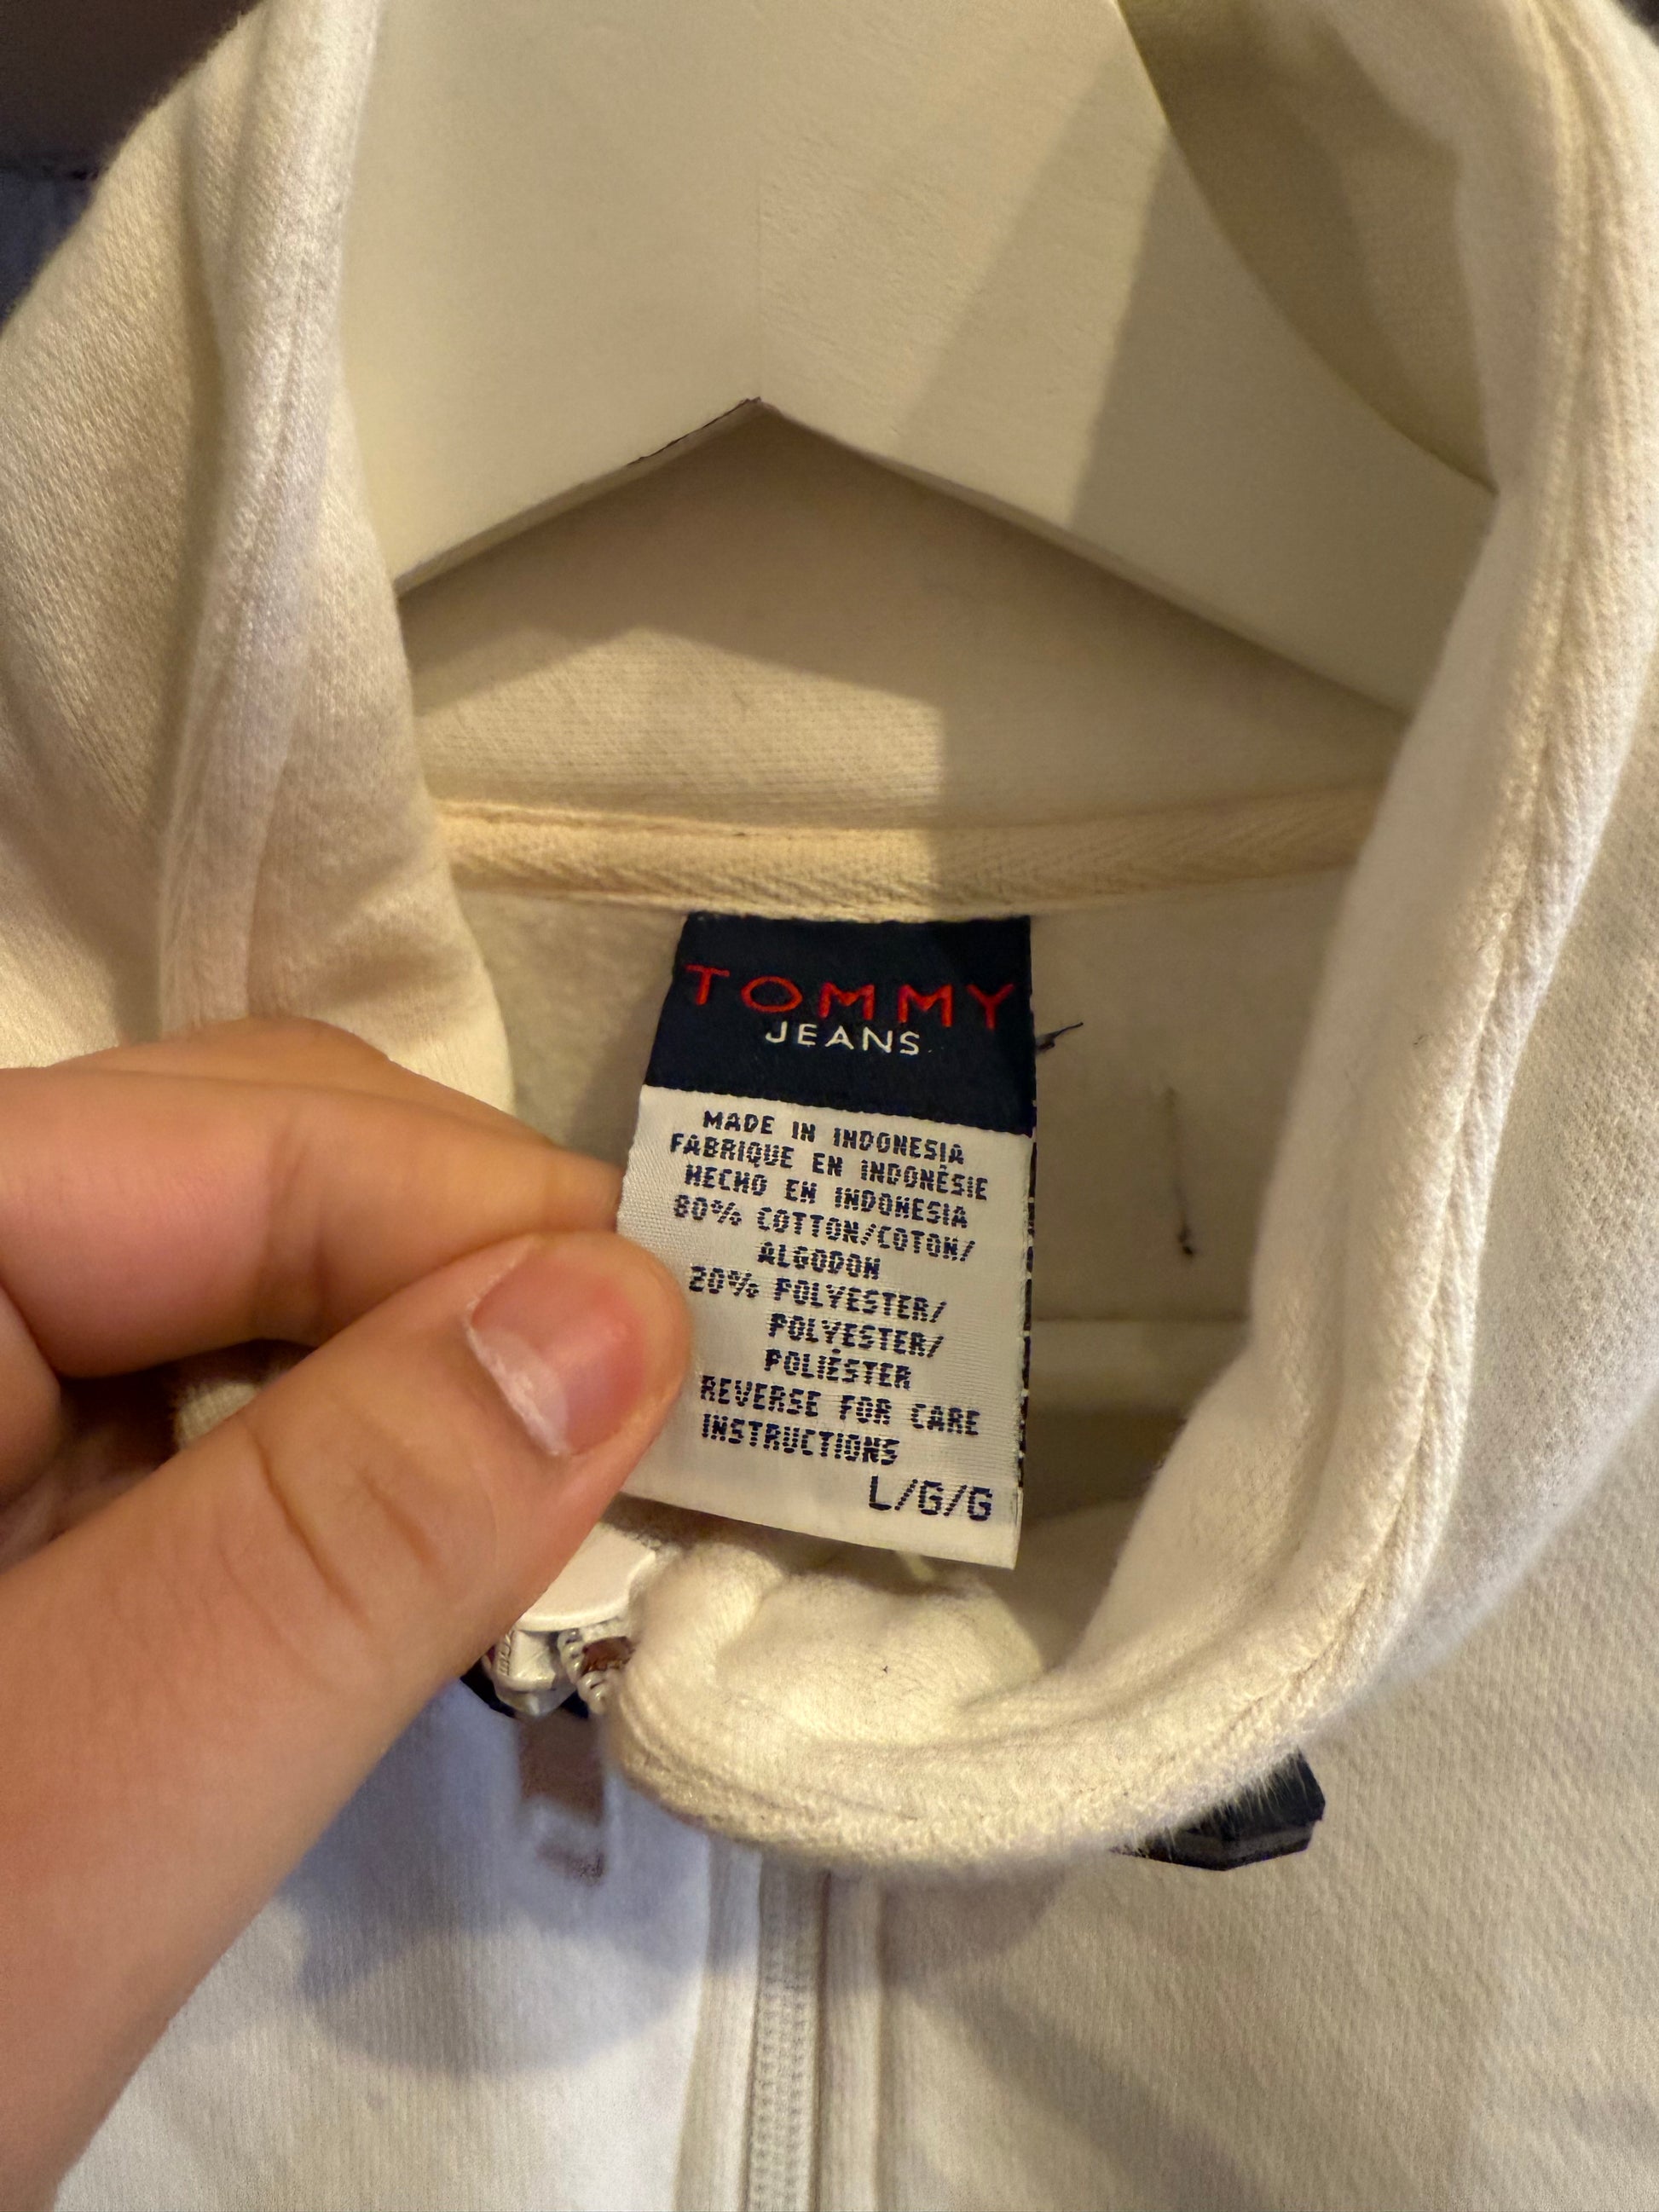 TOMMY
JEANS
MADE IN INDONESIA
FABRIQUE EN INDONÉSIE
HECHO EN INDONESIA
80% COTTON/COTON/
ALGODON
20% POLYESTER/
POLYESTER/
POLIÉSTER
REVERSE FOR CARE
INSTRUCTIONS
L/G/G